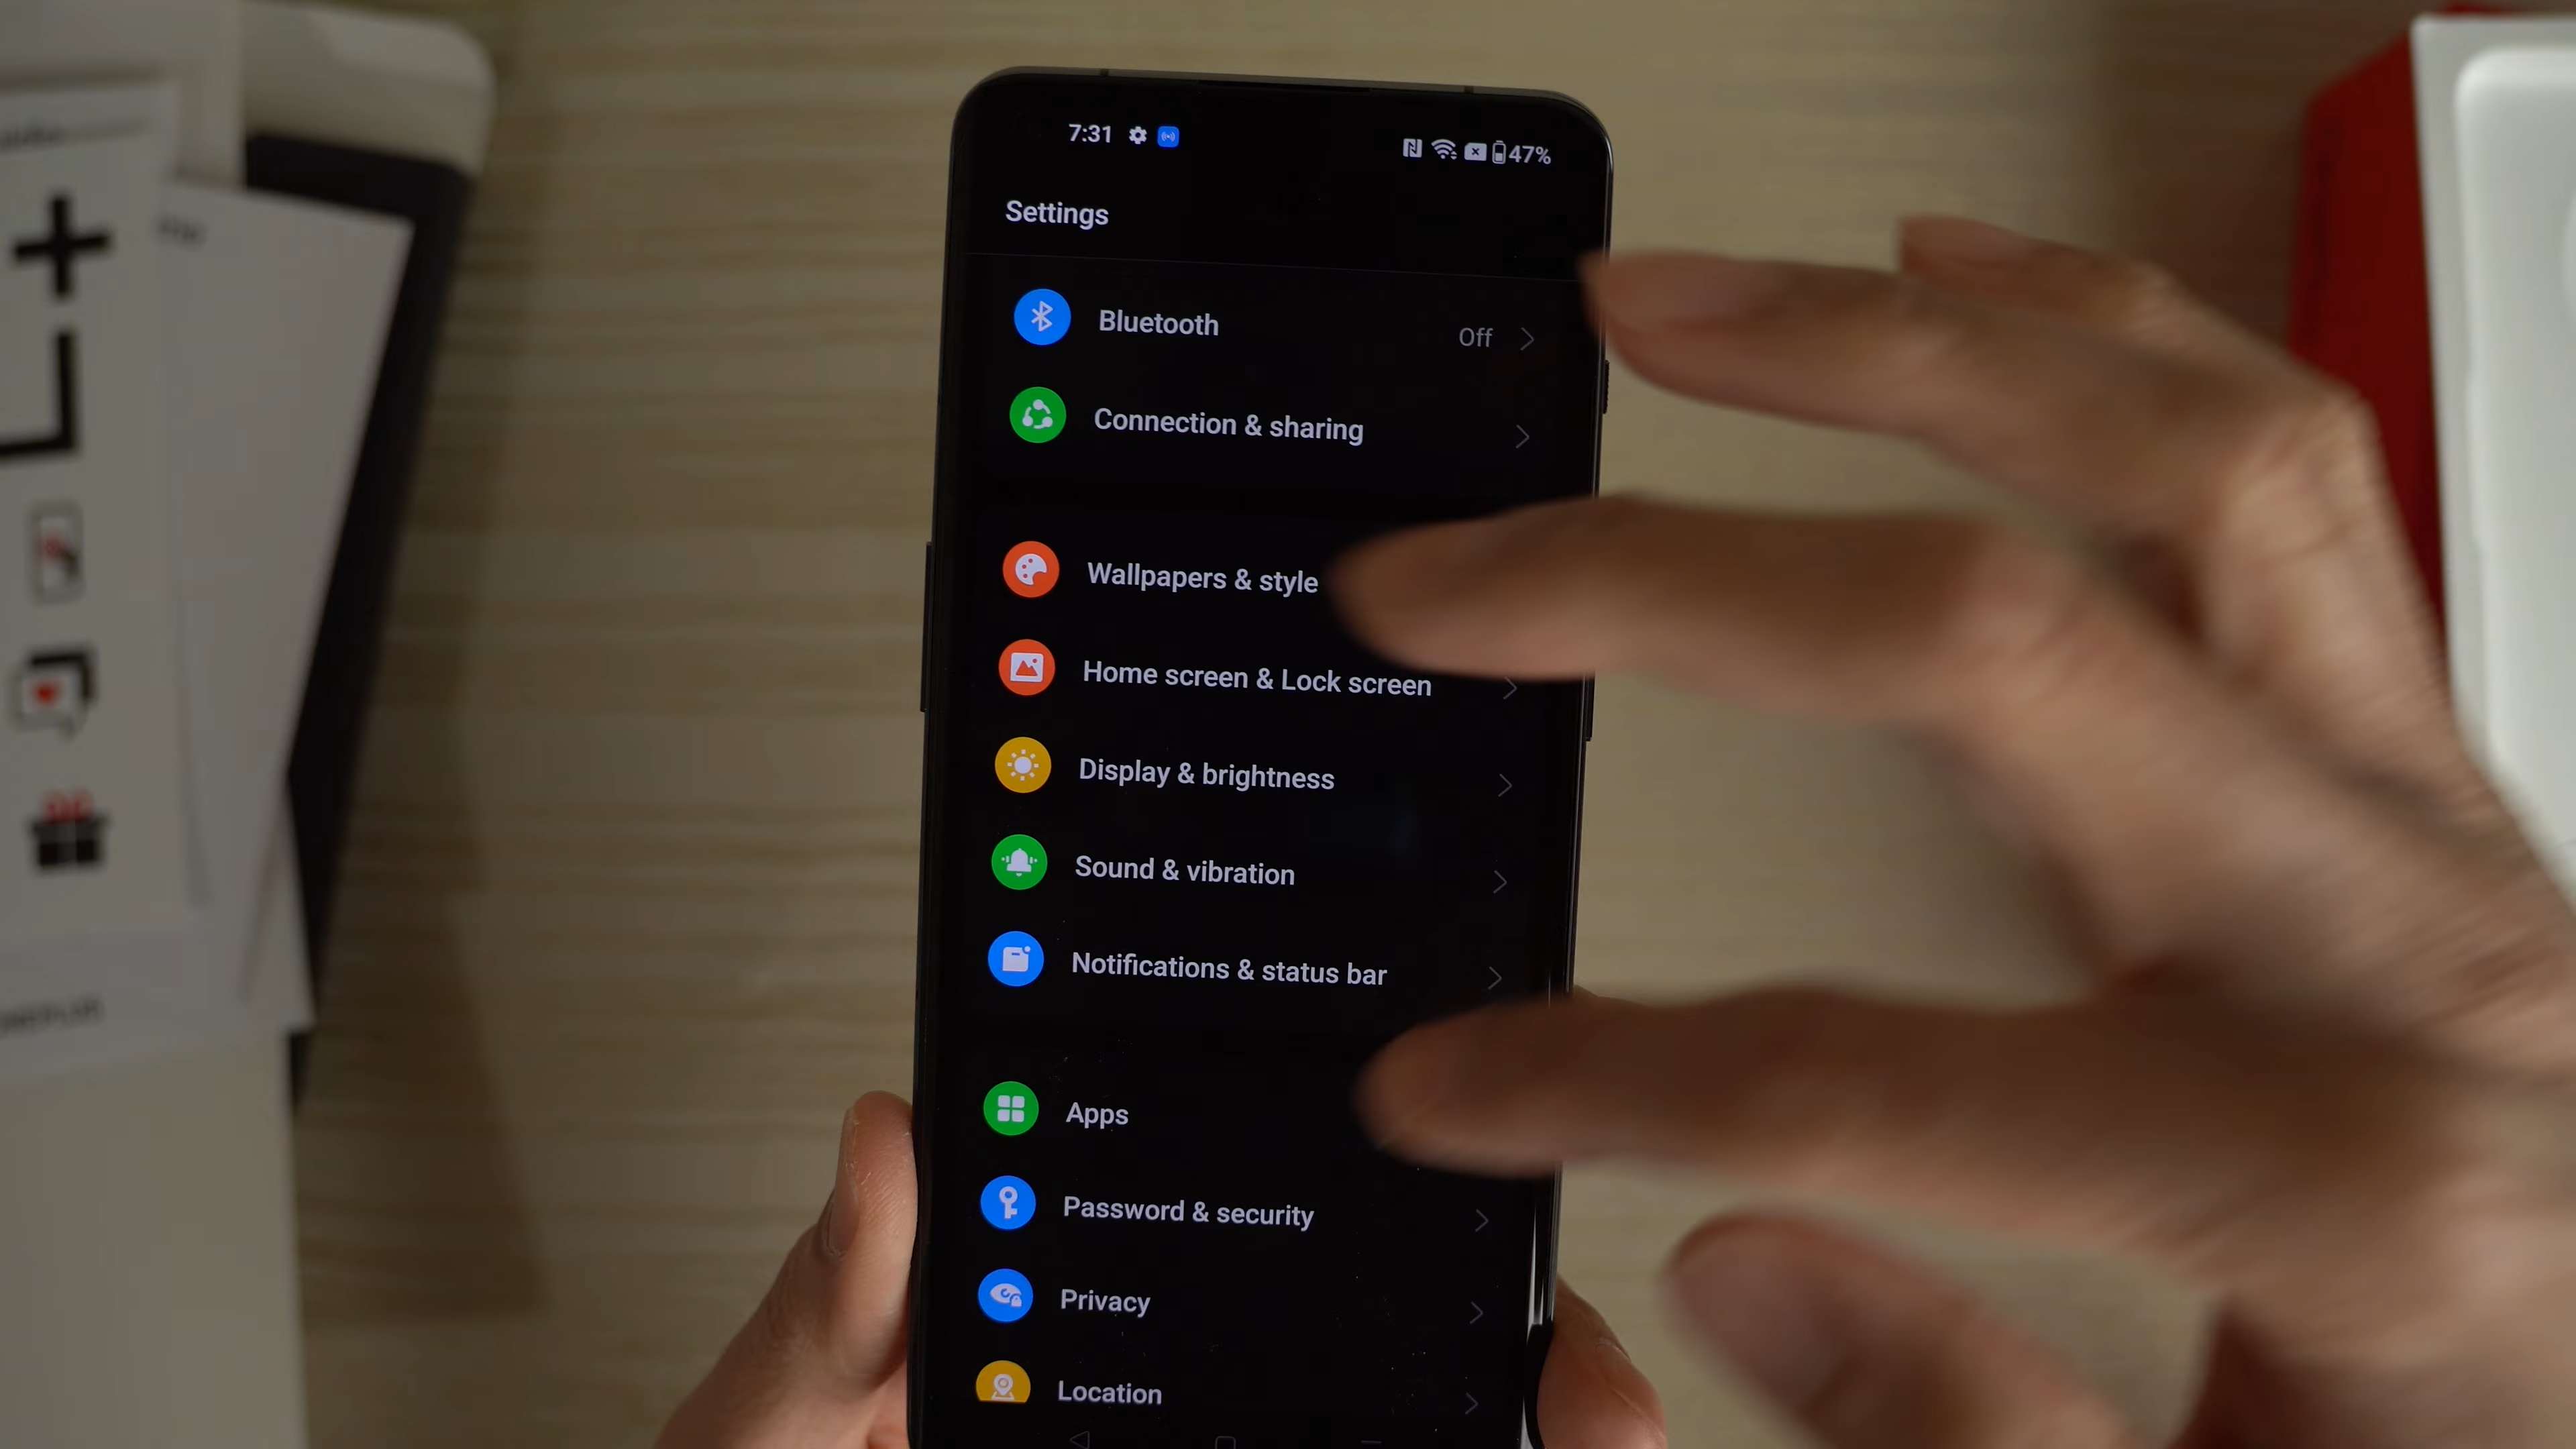 7:31
47%
Settings
Bluetooth
Off
Connection & sharing
Wallpapers & style
Home screen & Lock screen
Display & brightness
Sound & vibration
Notifications & status bar
Apps
Password & security
Privacy
Location